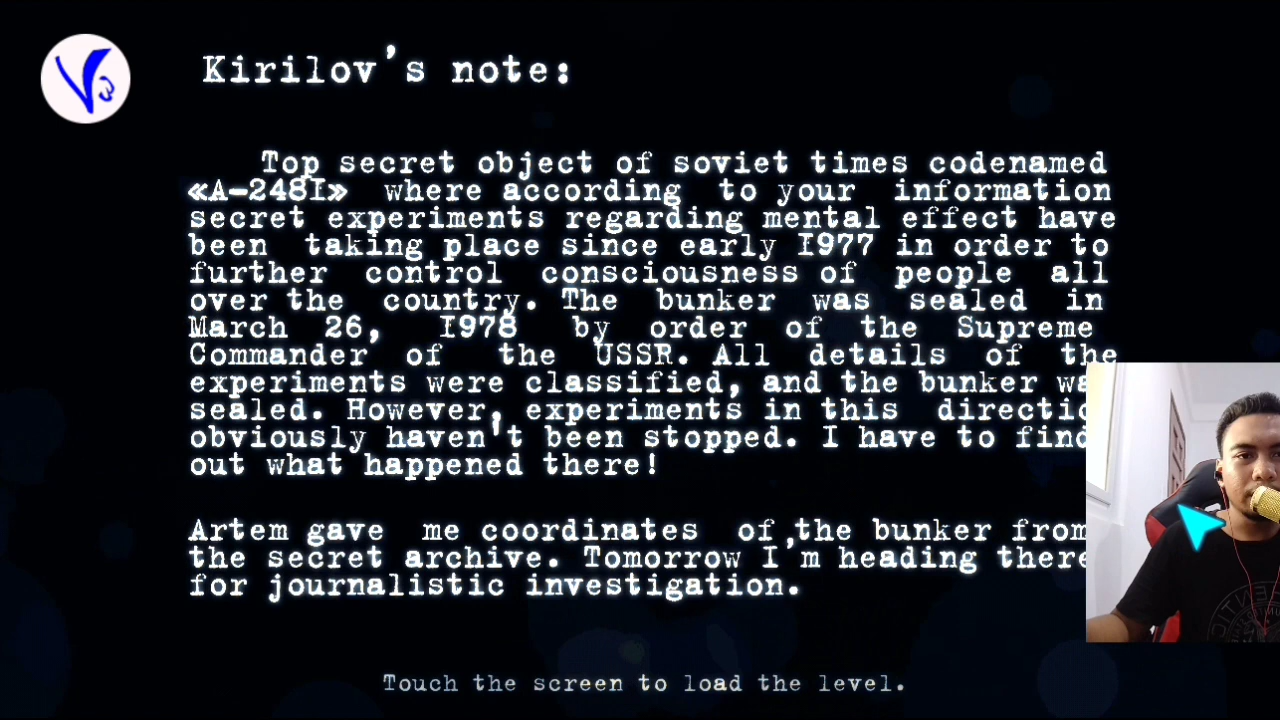 Kirilov's note:
Top secret object of soviet times codenamed
«A-248I» where according to your information
secret experiments regarding mental effect have
been taking place since early I977 in order to
further control consciousness of people all
over the country. The bunker was sealed in
March 26, I978 by order of the Supreme
Commander of the USSR. All details of the
experiments were classified, and the bunker
sealed. However, experiments in this
obviously haven't been stopped. I have to find
out what happened there!
Artem gave me coordinates of the bunker from
the secret archive. Tomorrow I'm heading there
for journalistic investigation.
Touch the screen to load the level.